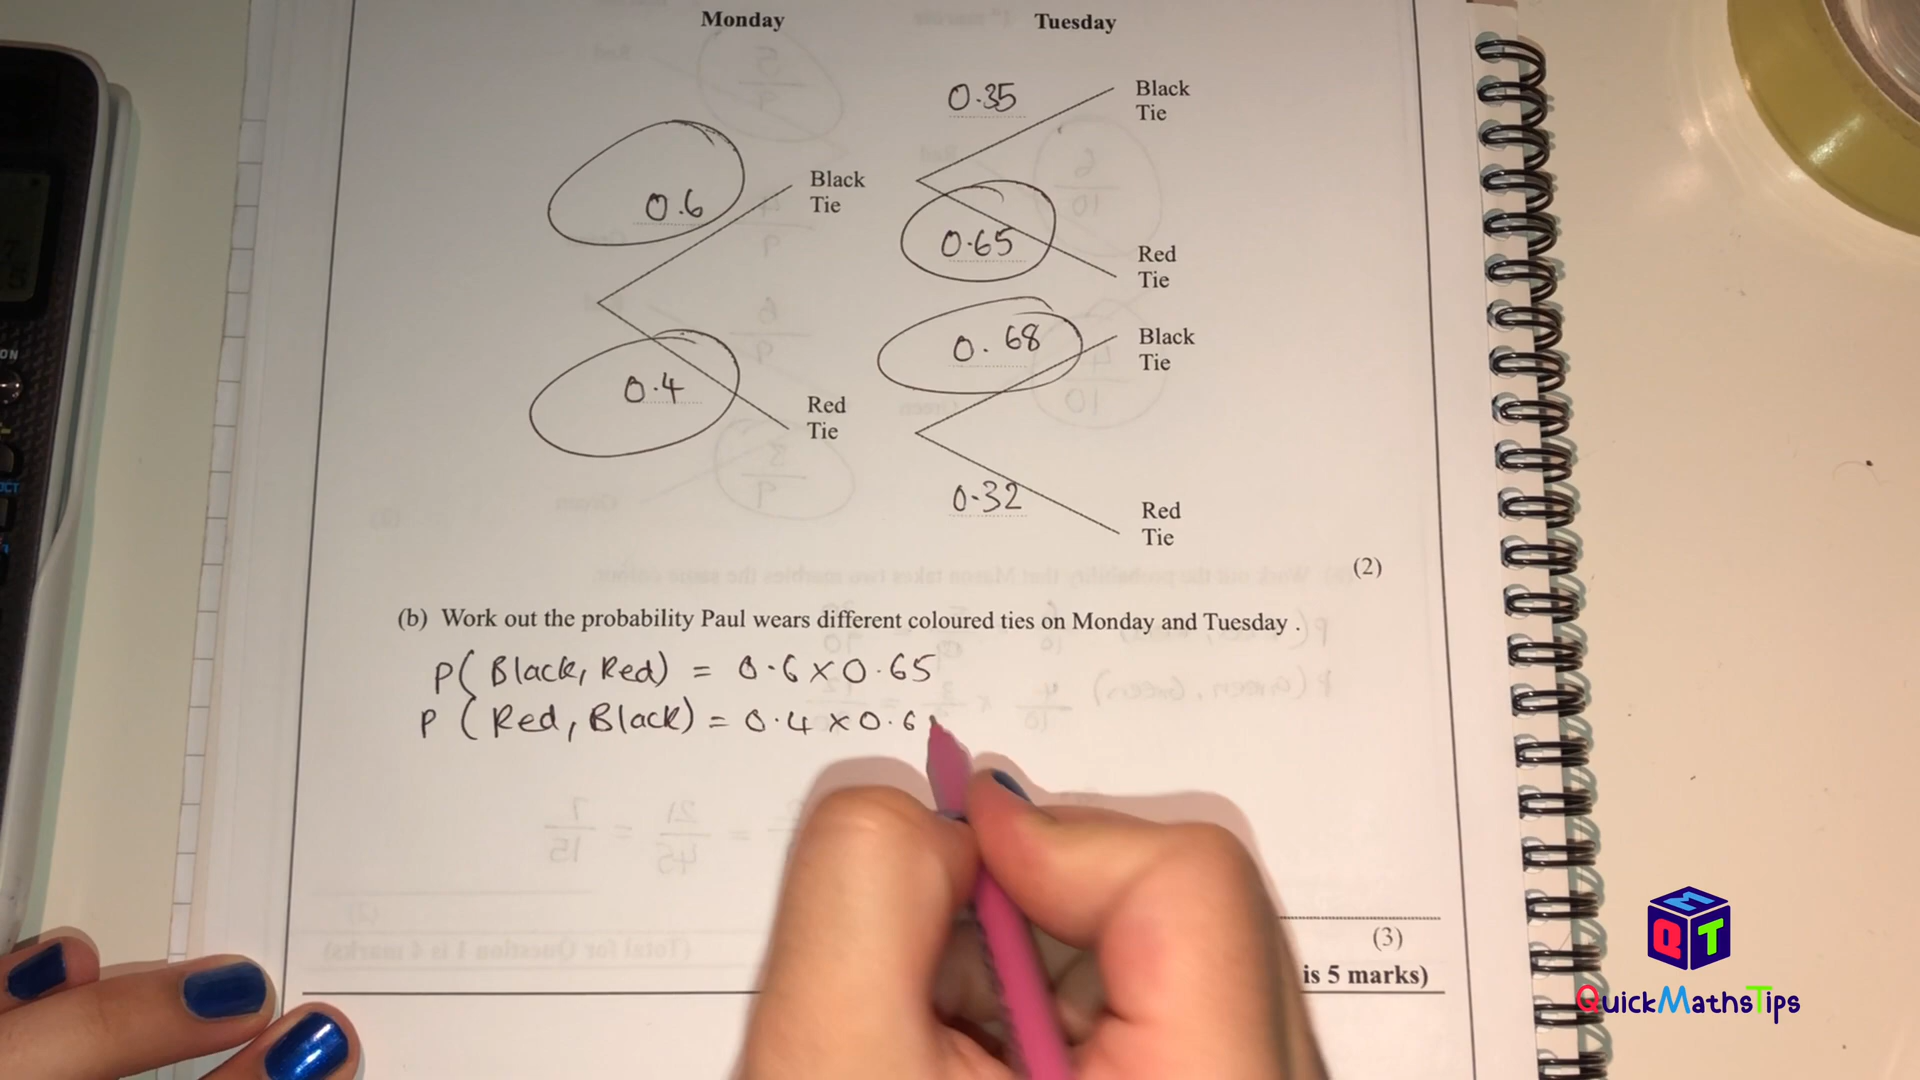 Monday Tuesday
0.35 Black
Tie
0.6 Black
Tie
0.65 Red
Tie
0.68 Black
Tie
0.4 Red
Tie
0.32 Red
Tie
(2)
(b) Work out the probability Paul wears different coloured ties on Monday and Tuesday .
P( Black, Red) = 0.6 × 0.65
P ( Red, Black) = 0.4 × 0.6
(3)
is 5 marks)
MQT
QuickMathsTips
ON